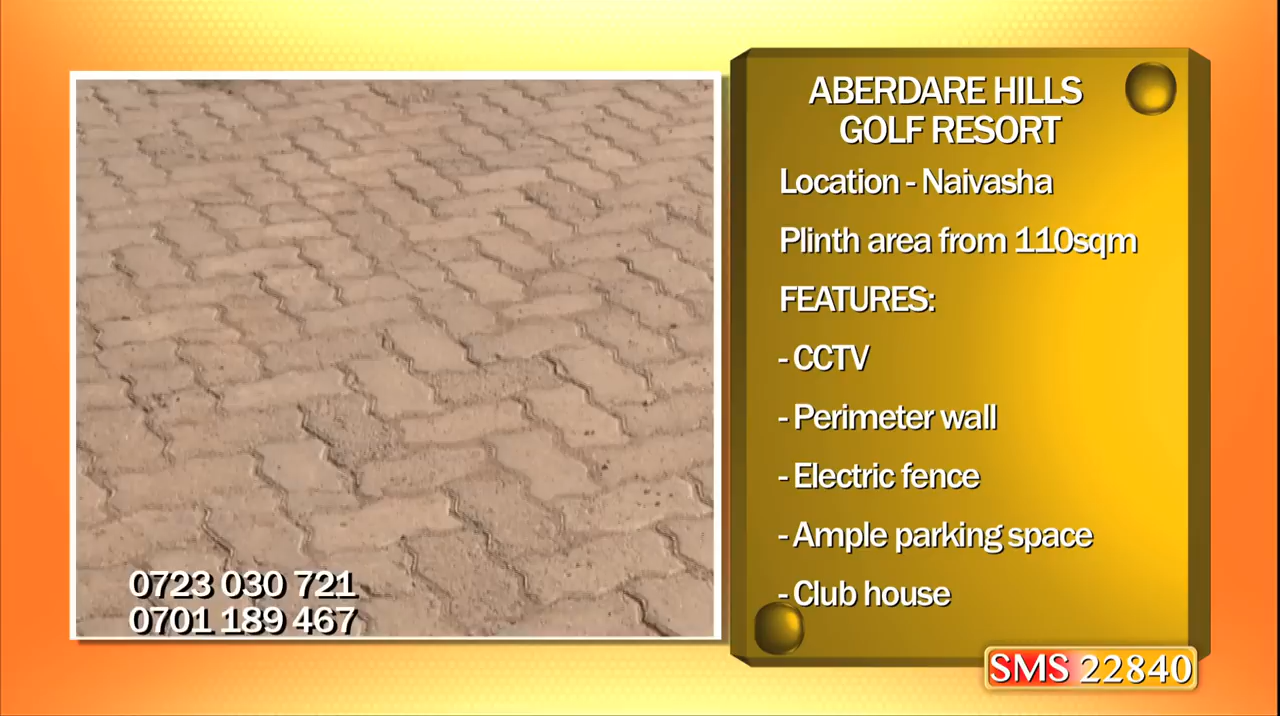 ABERDARE HILLS
GOLF RESORT
Location - Naivasha
Plinth area from 110sqm
FEATURES:
- CCTV
- Perimeter wall
- Electric fence
- Ample parking space
- Club house
0723 030 721
0701 189 467
SMS 22840